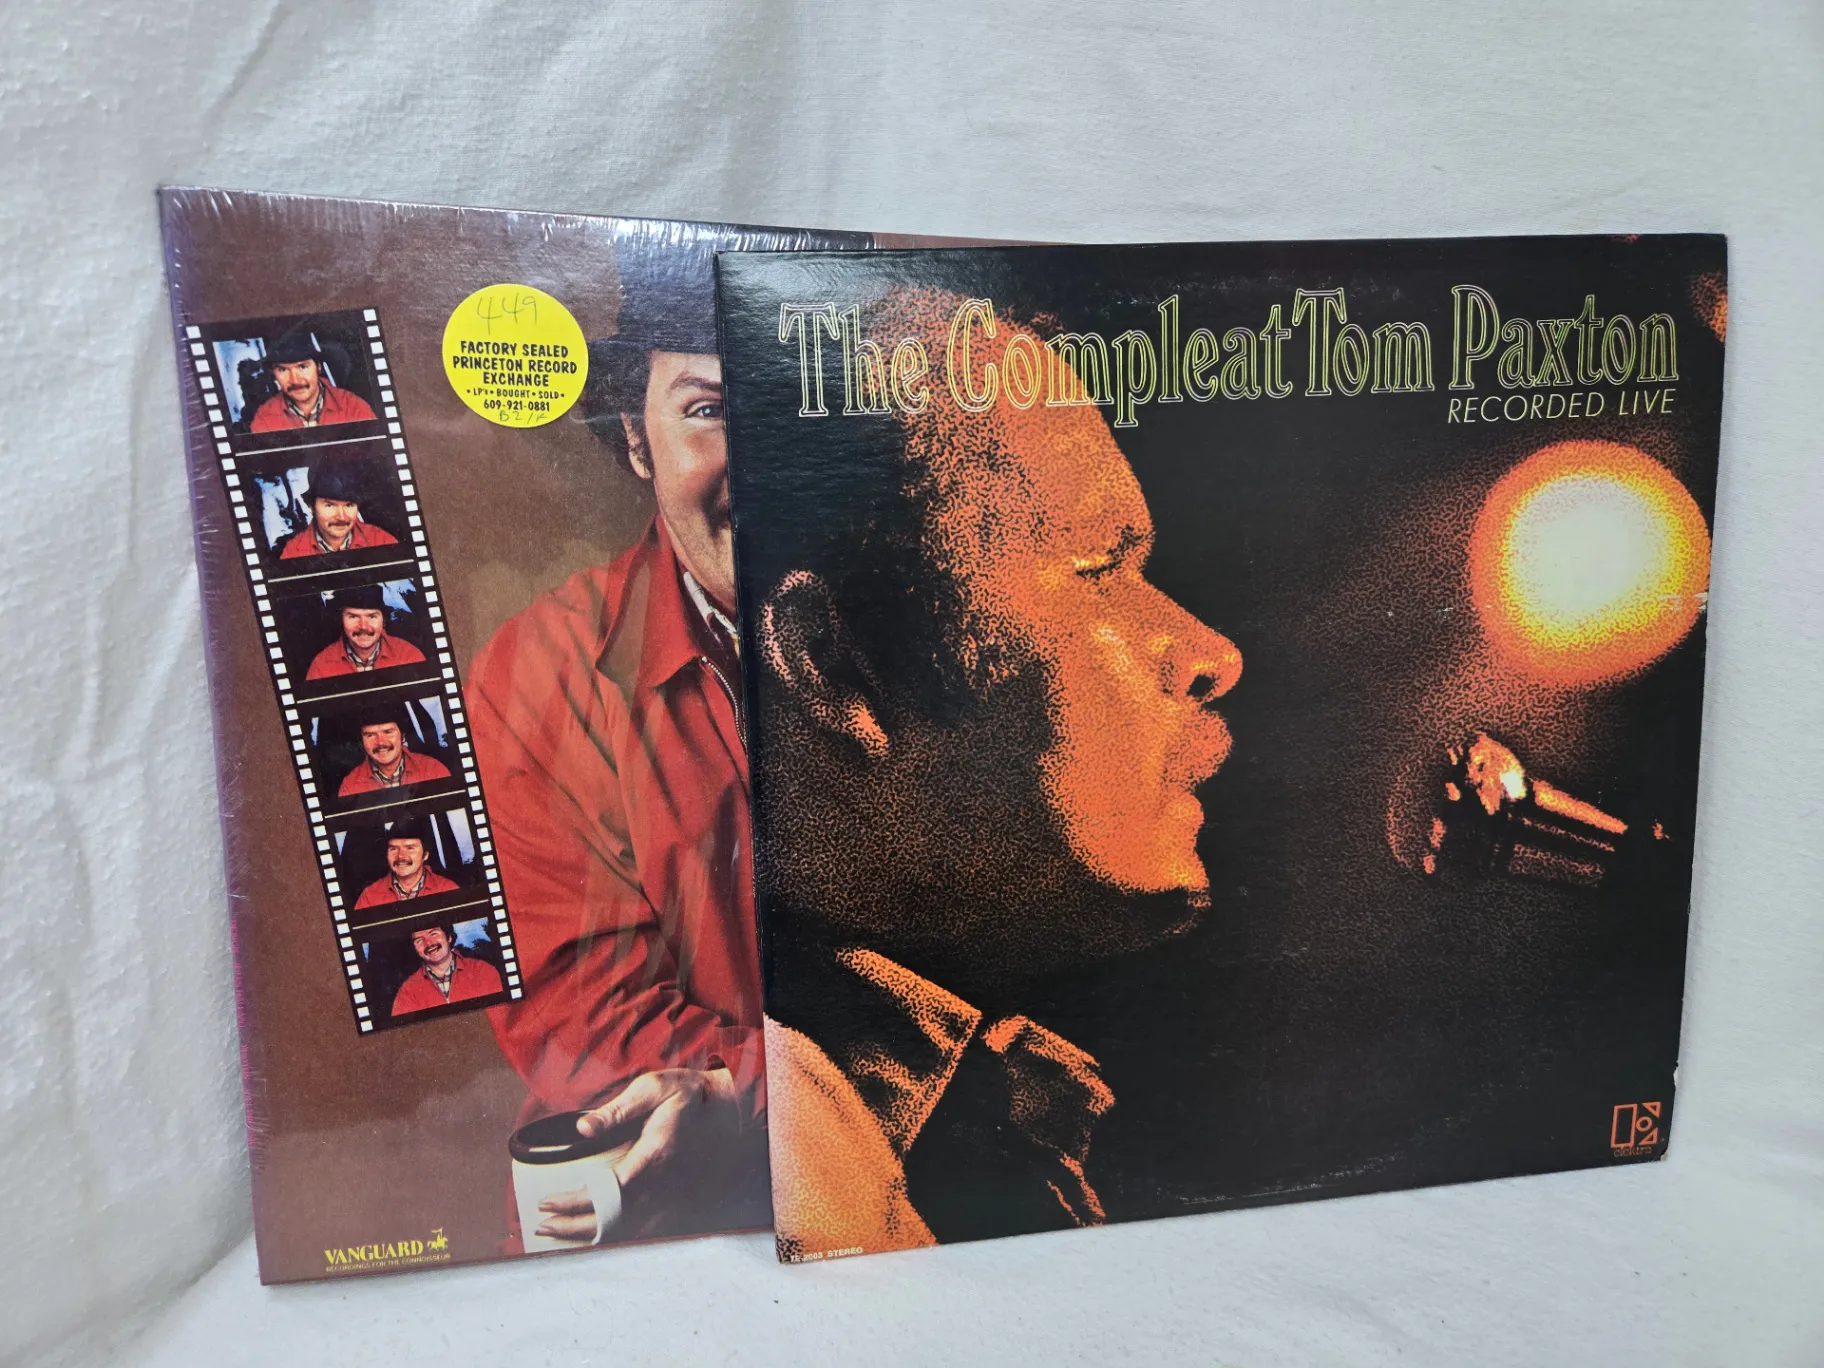 449
FACTORY SEALED
PRINCETON RECORD
EXCHANGE
• LP's • BOUGHT • SOLD •
609-921-0881
VANGUARD
RECORDINGS FOR THE CONNOISSEUR
The Compleat Tom Paxton
RECORDED LIVE
elektra
STEREO